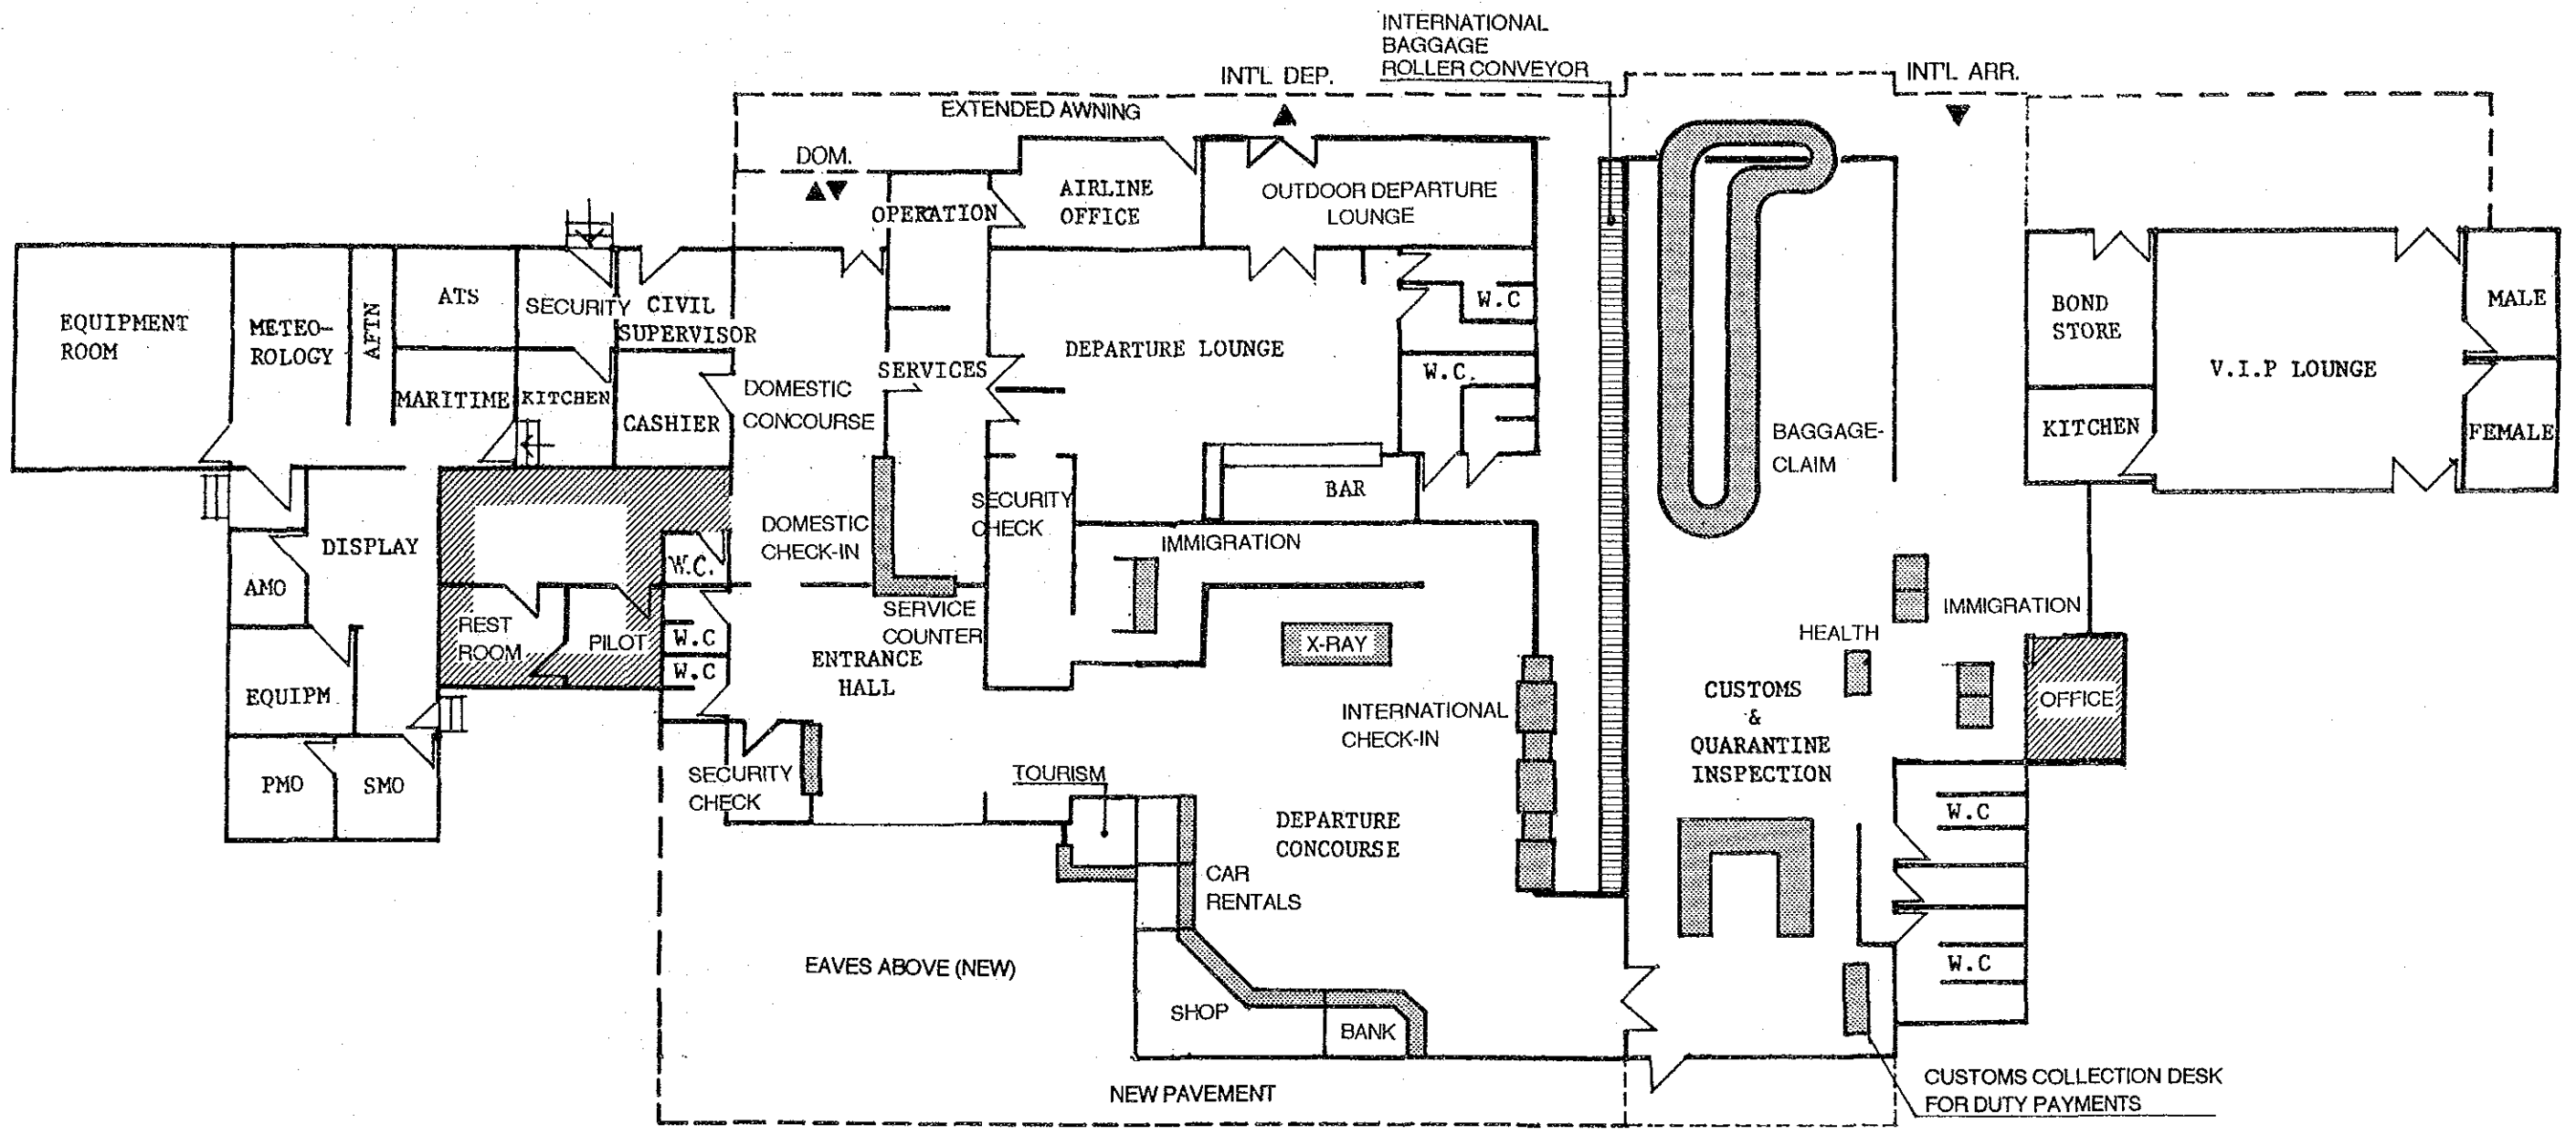 INTERNATIONAL
BAGGAGE
ROLLER CONVEYOR
INT'L DEP.
INT'L ARR.
EXTENDED AWNING
DOM.
OPERATION
AIRLINE
OFFICE
OUTDOOR DEPARTURE
LOUNGE
EQUIPMENT
ROOM
METEO-
ROLOGY
AFTN
ATS
SECURITY
CIVIL
SUPERVISOR
MARITIME
KITCHEN
CASHIER
DOMESTIC
CONCOURSE
SERVICES
DEPARTURE LOUNGE
W.C
W.C.
BAR
BAGGAGE-
CLAIM
BOND
STORE
KITCHEN
V.I.P LOUNGE
MALE
FEMALE
DISPLAY
AMO
EQUIPM
PMO
SMO
REST
ROOM
PILOT
W.C.
W.C
W.C
DOMESTIC
CHECK-IN
SECURITY
CHECK
IMMIGRATION
SERVICE
COUNTER
ENTRANCE
HALL
X-RAY
INTERNATIONAL
CHECK-IN
HEALTH
IMMIGRATION
CUSTOMS
&
QUARANTINE
INSPECTION
OFFICE
SECURITY
CHECK
TOURISM
DEPARTURE
CONCOURSE
CAR
RENTALS
W.C
W.C
EAVES ABOVE (NEW)
SHOP
BANK
NEW PAVEMENT
CUSTOMS COLLECTION DESK
FOR DUTY PAYMENTS